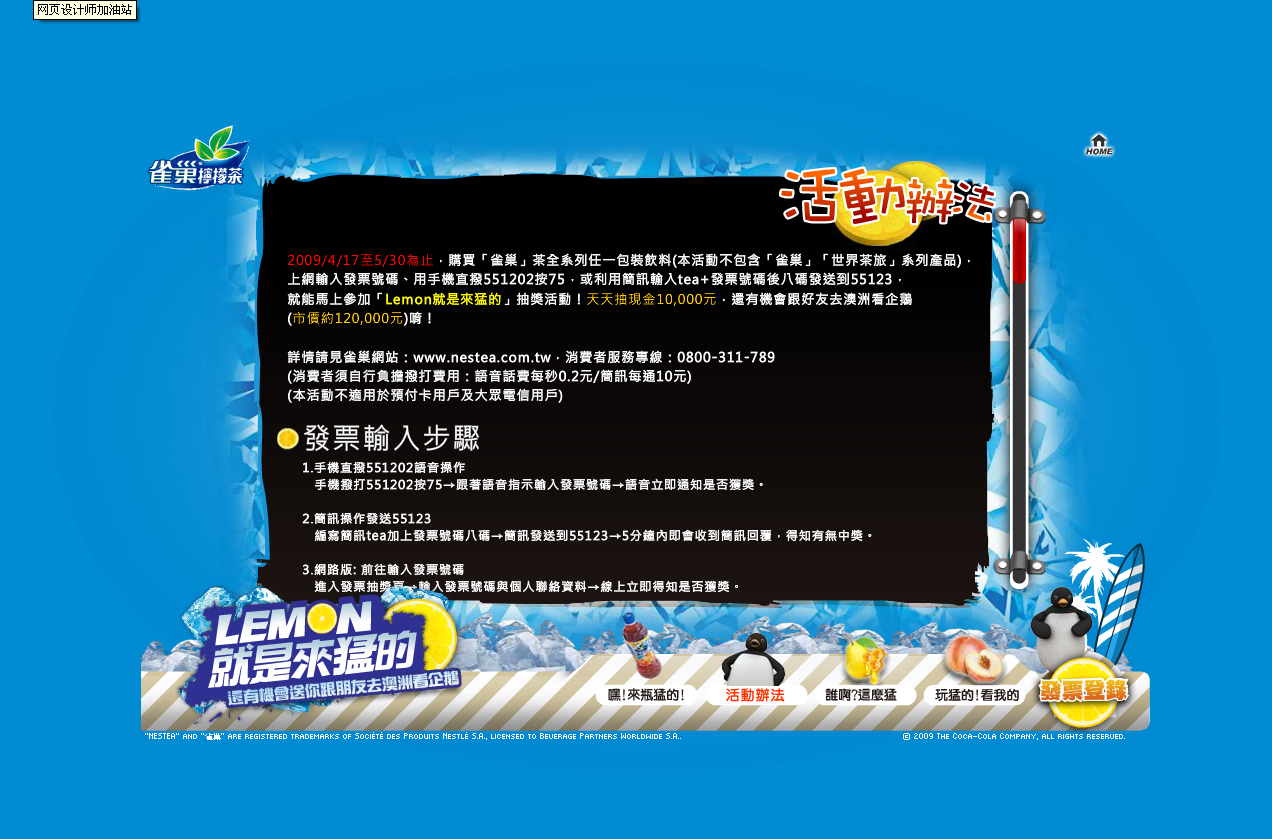 网页设计师加油站
雀巢檸檬茶
HOME
活動辦法
2009/4/17至5/30為止，購買「雀巢」茶全系列任一包裝飲料(本活動不包含「雀巢」「世界茶旅」系列產品)，
上網輸入發票號碼、用手機直撥551202按75，或利用簡訊輸入tea+發票號碼後八碼發送到55123，
就能馬上參加「Lemon就是來猛的」抽獎活動！天天抽現金10,000元，還有機會跟好友去澳洲看企鵝
(市價約120,000元)唷！
詳情請見雀巢網站：www.nestea.com.tw，消費者服務專線：0800-311-789
(消費者須自行負擔撥打費用：語音話費每秒0.2元/簡訊每通10元)
(本活動不適用於預付卡用戶及大眾電信用戶)
發票輸入步驟
1.手機直撥551202語音操作
手機撥打551202按75→跟著語音指示輸入發票號碼→語音立即通知是否獲獎。
2.簡訊操作發送55123
編寫簡訊tea加上發票號碼八碼→簡訊發送到55123→5分鐘內即會收到簡訊回覆，得知有無中獎。
3.網路版: 前往輸入發票號碼
進入發票抽獎頁→輸入發票號碼與個人聯絡資料→線上立即得知是否獲獎。
LEMON
就是來猛的
還有機會送你跟朋友去澳洲看企鵝
嘿!來瓶猛的!
活動辦法
誰啊?這麼猛
玩猛的!看我的
發票登錄
"NESTEA" AND "雀巢" ARE REGISTERED TRADEMARKS OF SOCIÉTÉ DES PRODUITS NESTLÉ S.A., LICENSED TO BEVERAGE PARTNERS WORLDWIDE S.A..
© 2009 THE COCA-COLA COMPANY, ALL RIGHTS RESERVED.